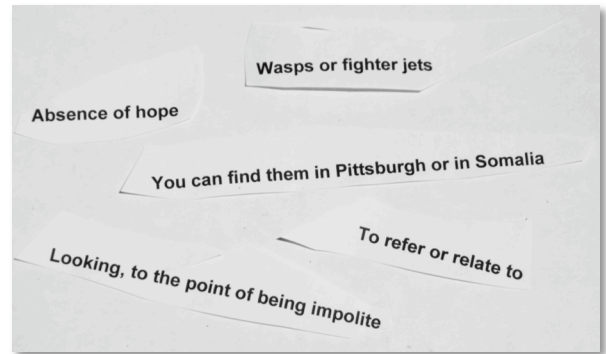 Wasps or fighter jets
Absence of hope
You can find them in Pittsburgh or in Somalia
To refer or relate to
Looking, to the point of being impolite